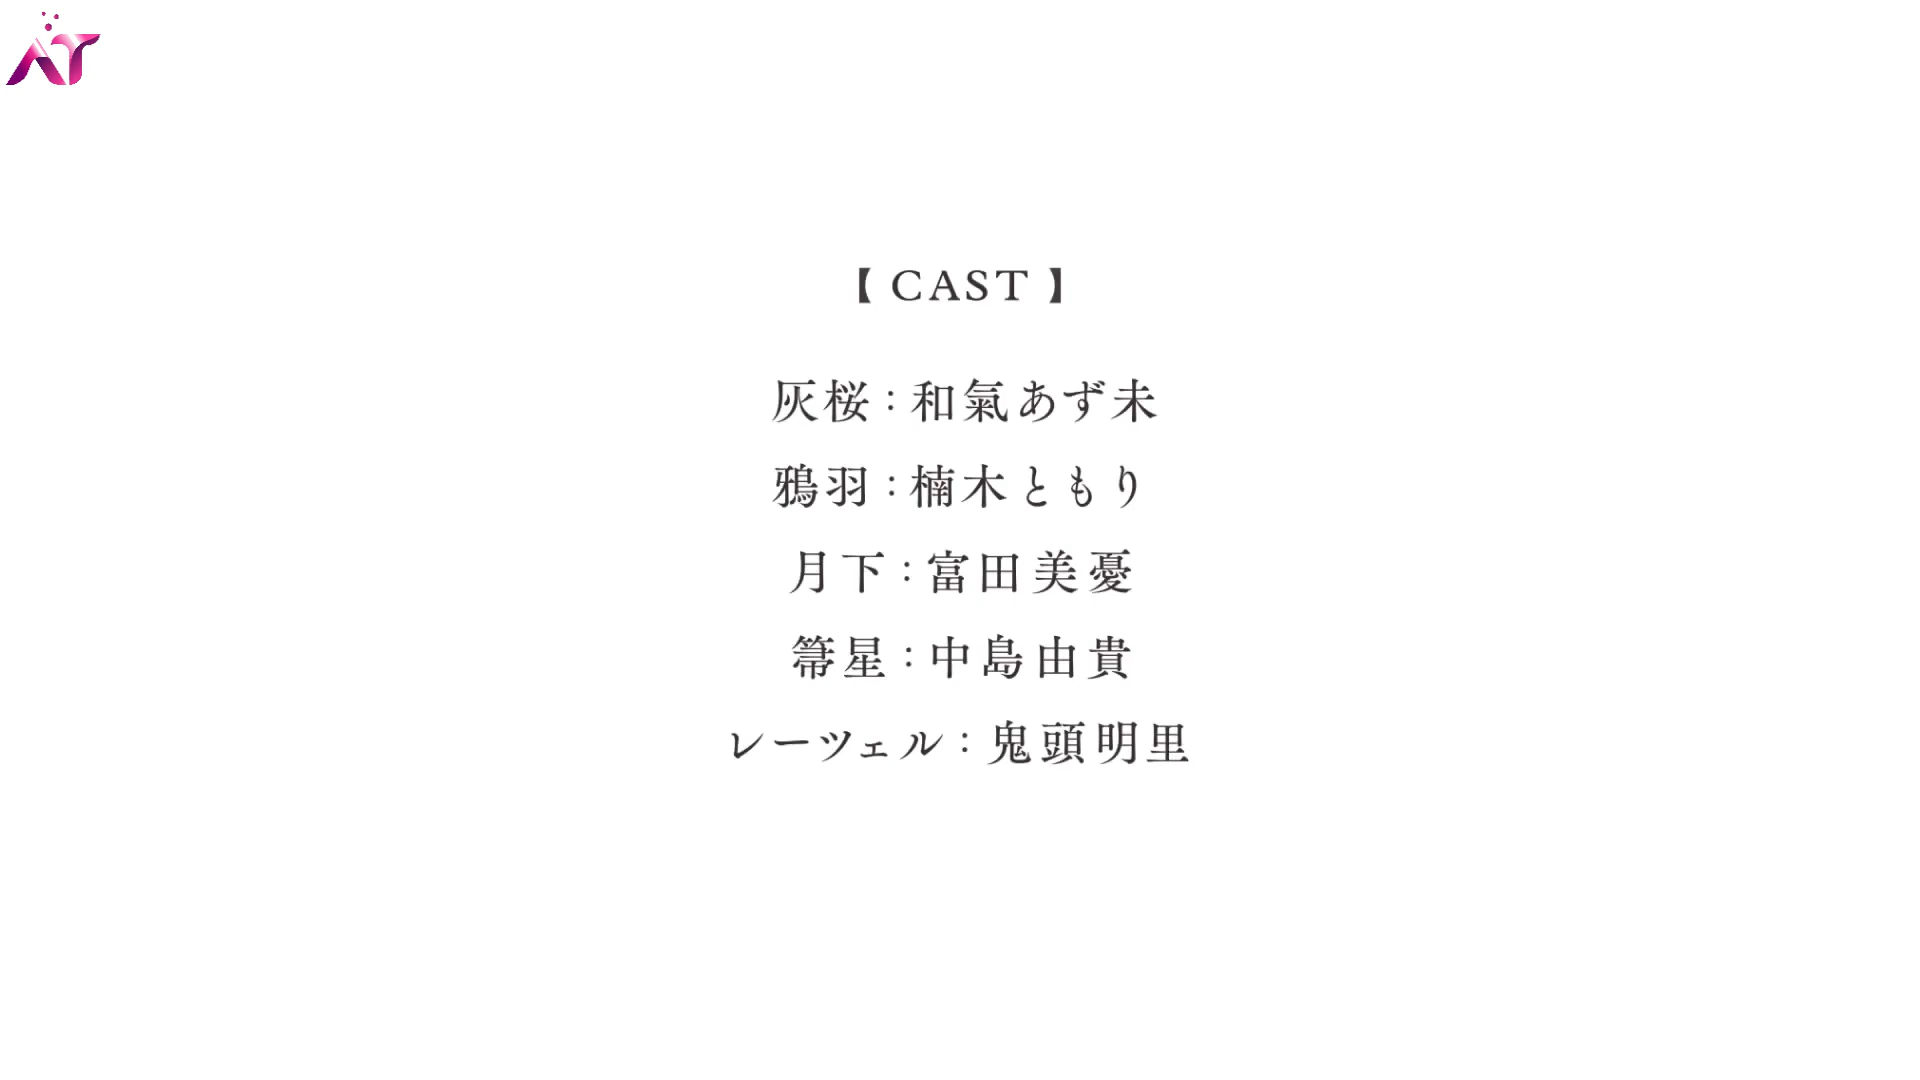 AT
【 CAST 】
灰桜：和氣あず未
鴉羽：楠木ともり
月下：富田美憂
箒星：中島由貴
レーツェル：鬼頭明里